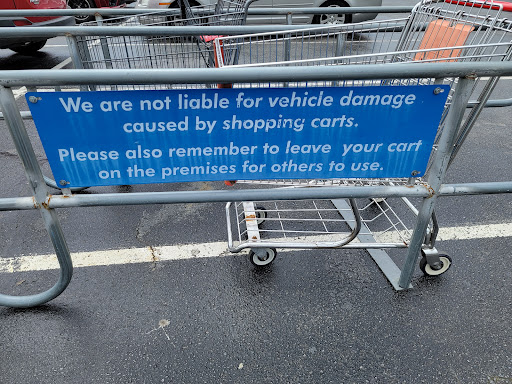 We are not liable for vehicle damage
caused by shopping carts.
Please also remember to leave your cart
on the premises for others to use.